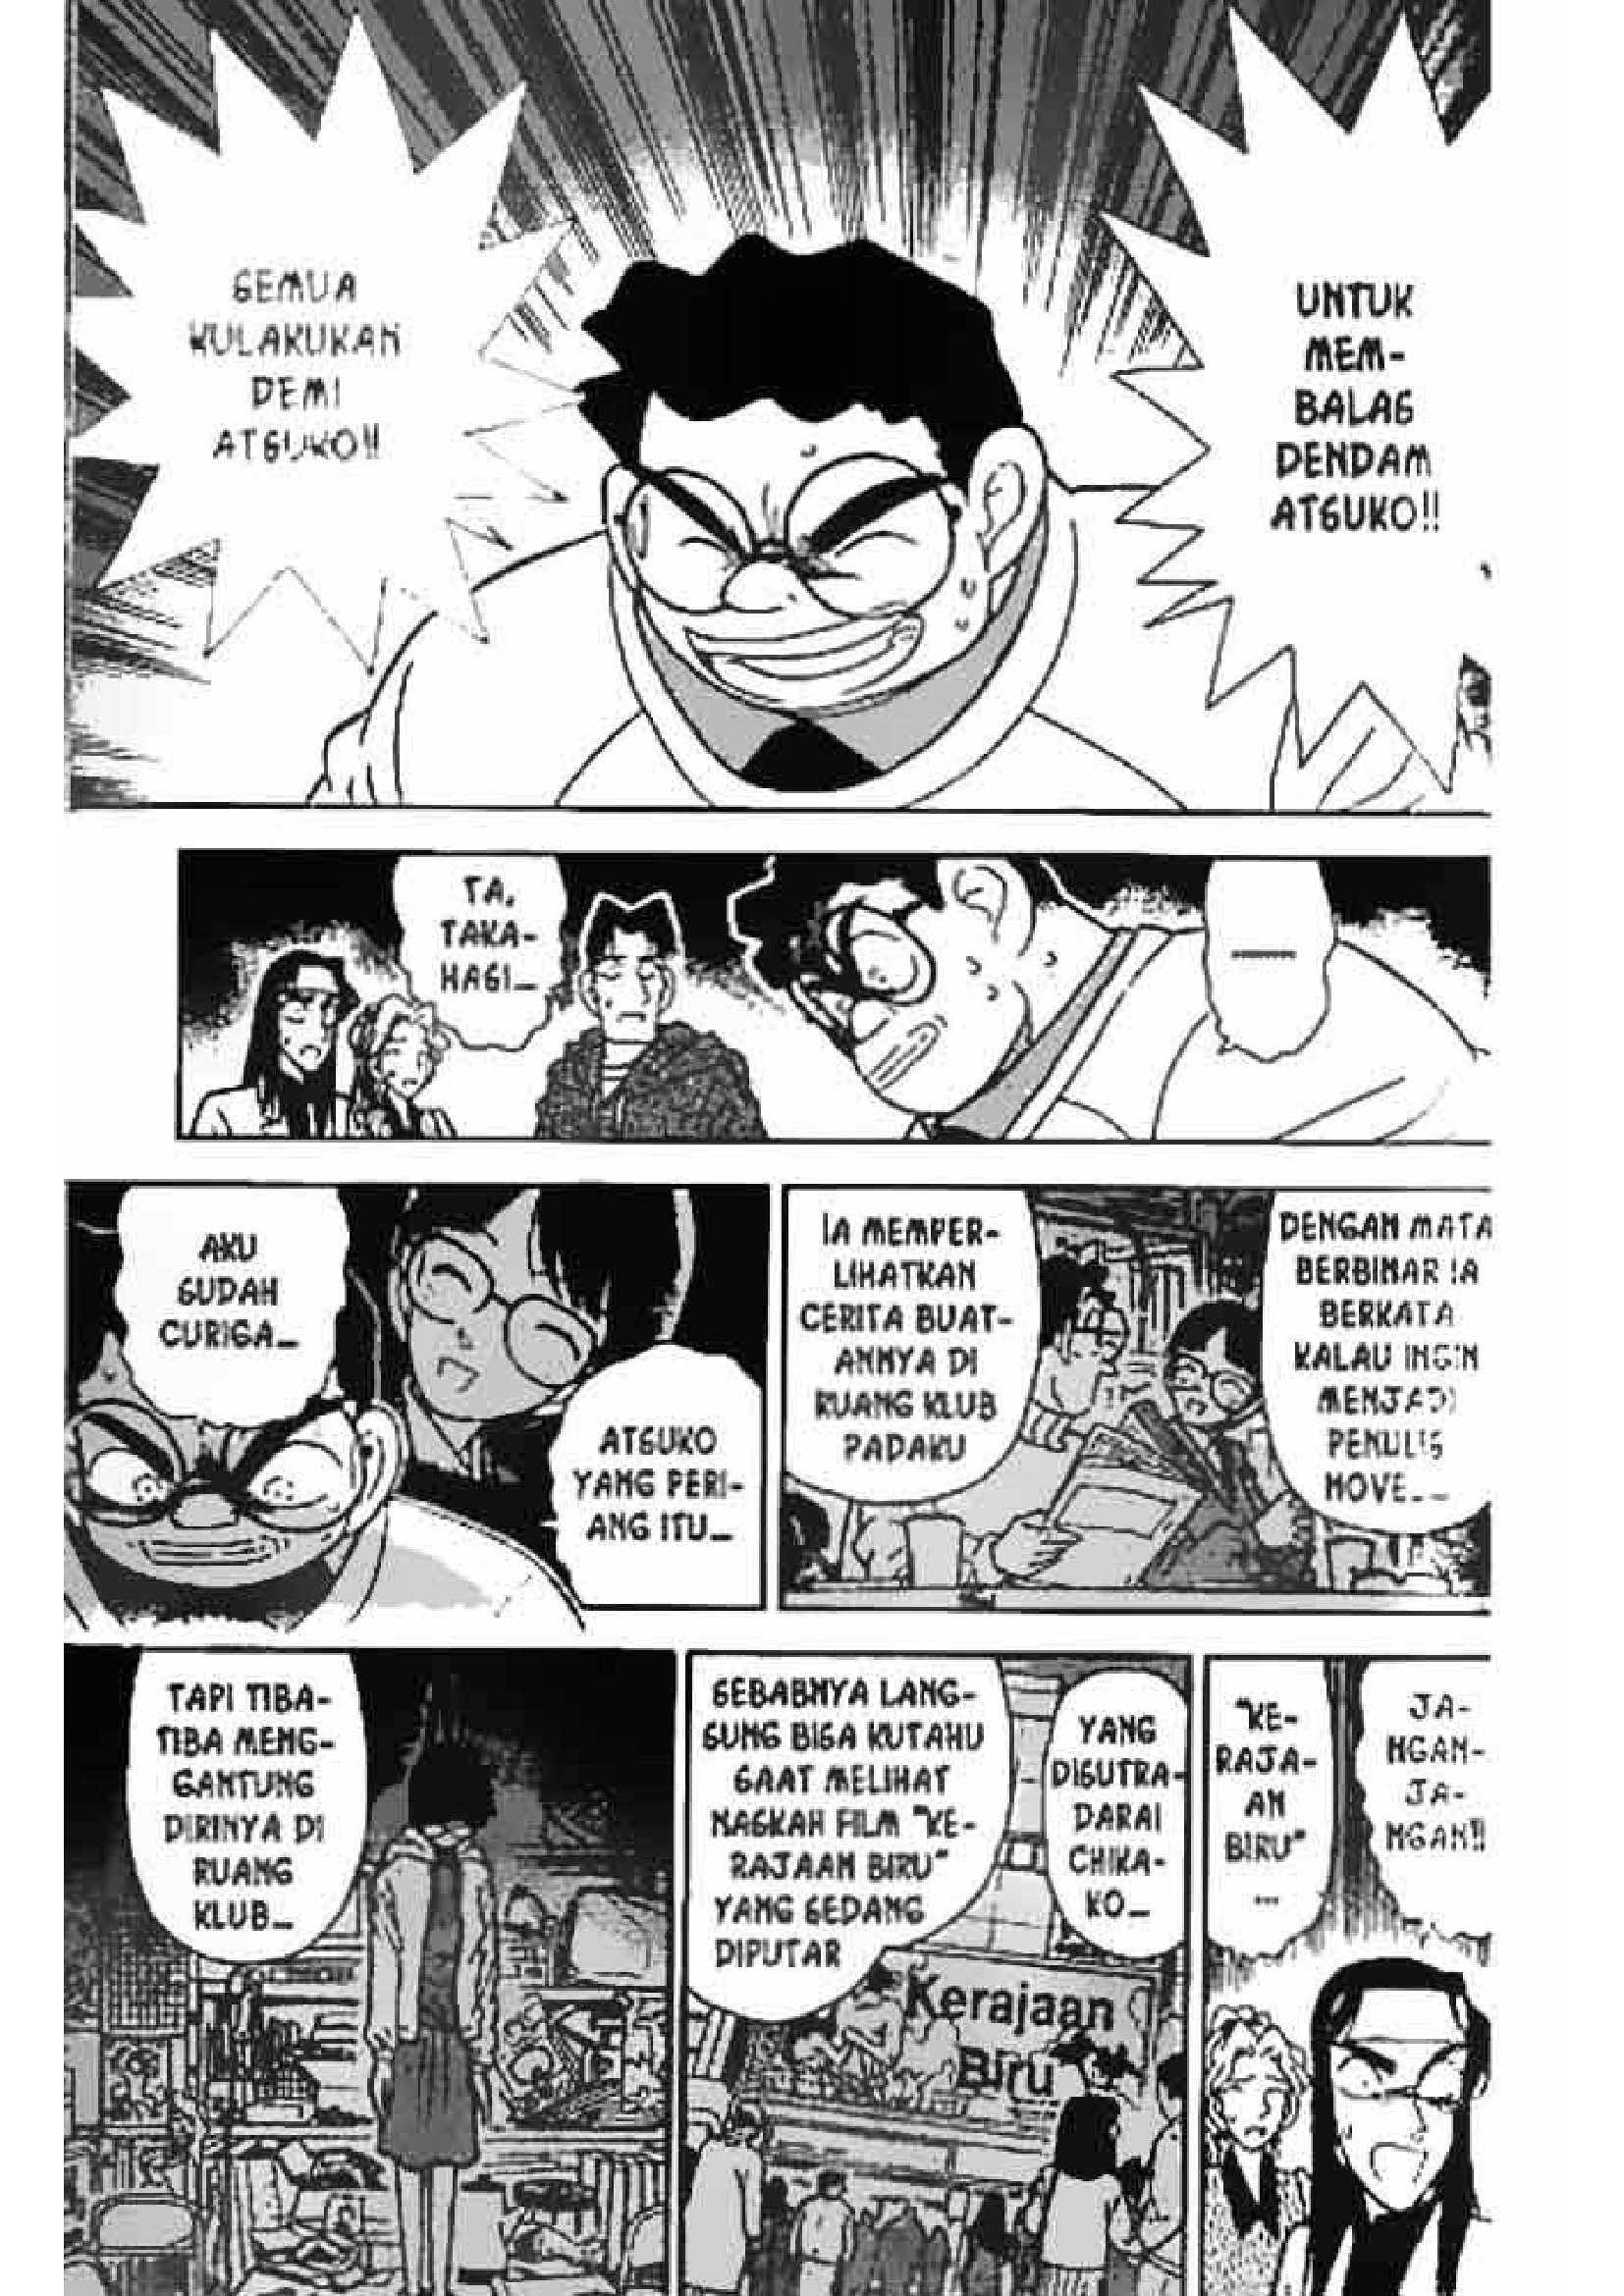 UNTUK
MEM-
BALAS
DENDAM
ATSUKO!!
SEMUA
KULAKUKAN
DEMI
ATSUKO!!
TA,
TAKA-
HAGI...
DENGAN MATA
BERBINAR IA
BERKATA
KALAU INGIN
MENJADI
PENULIS
MOVE...
IA MEMPER-
LIHATKAN
CERITA BUAT-
ANNYA DI
RUANG KLUB
PADAKU
ATSUKO
YANG PERI-
ANG ITU...
AKU
SUDAH
CURIGA...
JA-
NGAN-
JA-
NGAN!!
"KE-
RAJA-
AN
BIRU"
...
YANG
DISUTRA-
DARAI
CHIKA-
KO...
SEBABNYA LANG-
SUNG BISA KUTAHU
SAAT MELIHAT
NASKAH FILM "KE-
RAJAAN BIRU"
YANG SEDANG
DIPUTAR
Kerajaan
Biru
TAPI TIBA-
TIBA MENG-
GANTUNG
DIRINYA DI
RUANG
KLUB...